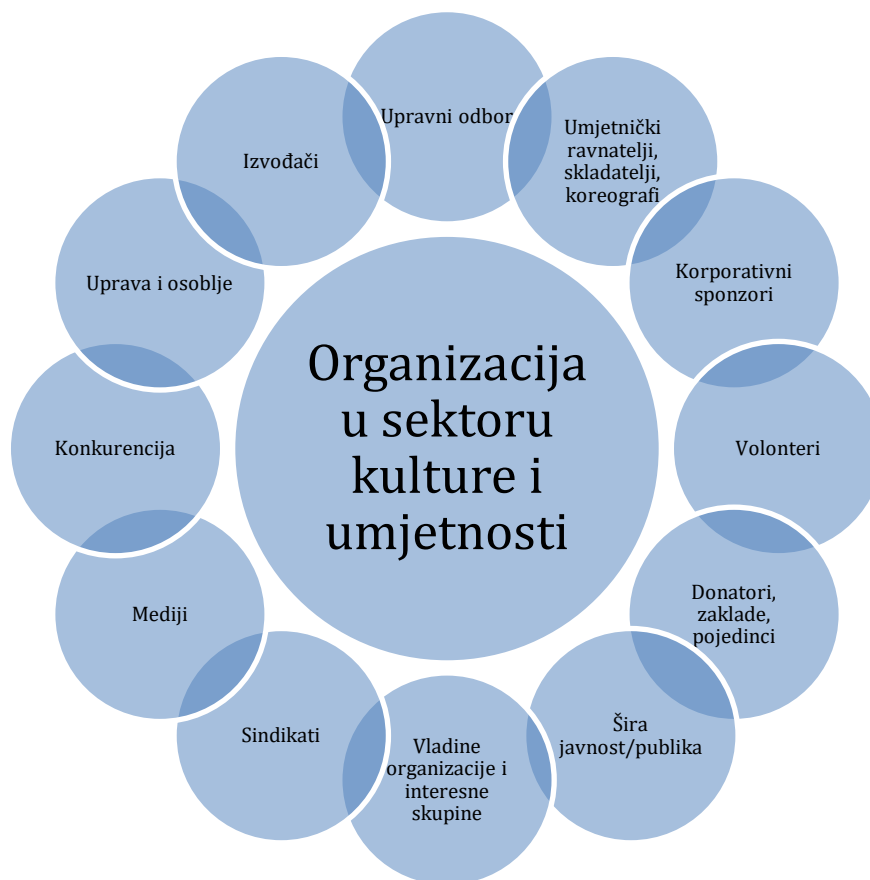 Upravni odbor
Umjetnički
ravnatelji,
skladatelji,
koreografi
Korporativni
sponzori
Volonteri
Donatori,
zaklade,
pojedinci
Šira
javnost/publika
Vladine
organizacije i
interesne
skupine
Sindikati
Mediji
Konkurencija
Uprava i osoblje
Izvođači
Organizacija
u sektoru
kulture i
umjetnosti